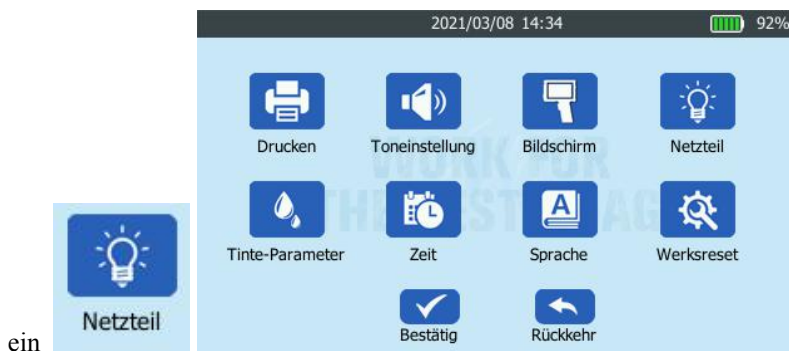 2021/03/08 14:34 92%
Drucken Toneinstellung Bildschirm Netzteil
Tinte-Parameter Zeit Sprache Werksreset
Bestätig Rückkehr
ein Netzteil